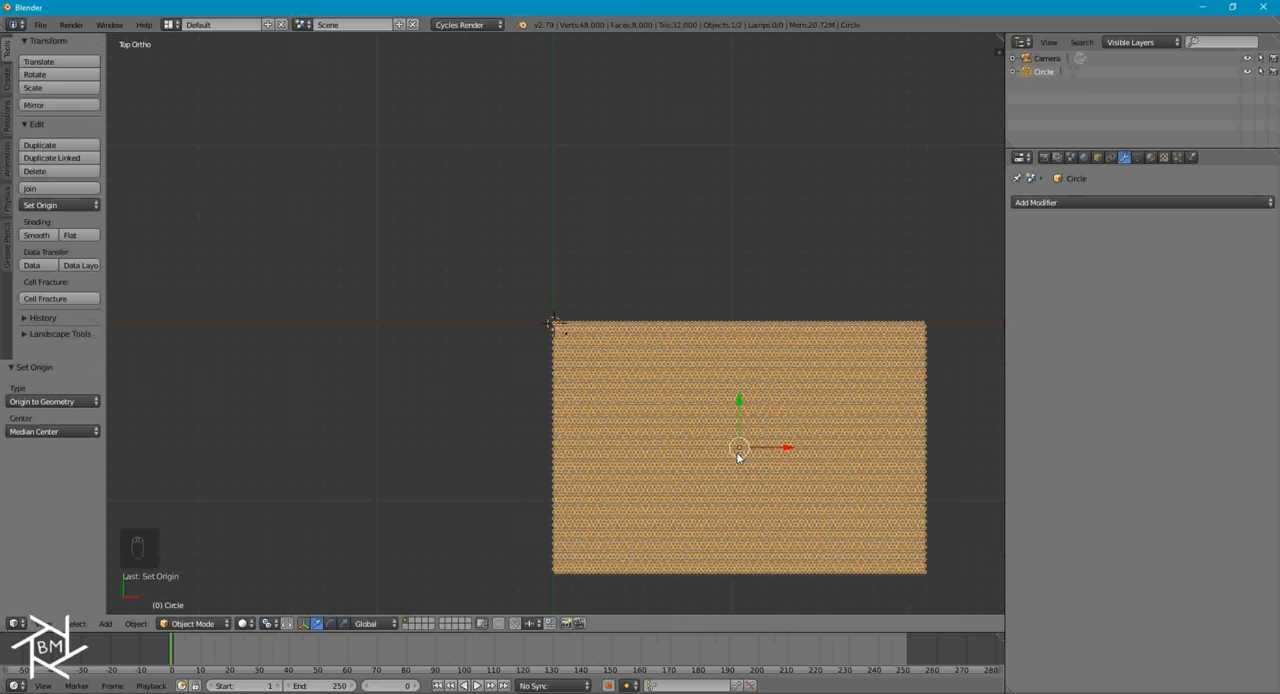 Blender
File Render Window Help Default Scene Cycles Render v2.79 | Verts:48,000 | Faces:8,000 | Tris:32,000 | Objects:1/2 | Lamps:0/0 | Mem:20.72M | Circle
Tools
Create
Relations
Animation
Physics
Grease Pencil
Transform
Translate
Rotate
Scale
Mirror
Edit
Duplicate
Duplicate Linked
Delete
Join
Set Origin
Shading:
Smooth Flat
Data Transfer:
Data Data Layo
Cell Fracture:
Cell Fracture
History
Landscape Tools
Set Origin
Type
Origin to Geometry
Center
Median Center
Top Ortho
Last: Set Origin
(0) Circle
View Search Visible Layers
Camera
Circle
Circle
Add Modifier
Select Add Object Object Mode Global
BM
-50 -30 -20 -10 0 10 20 30 40 50 60 70 80 90 100 110 120 130 140 150 160 170 180 190 200 210 220 230 240 250 260 270 280
View Marker Frame Playback Start: 1 End: 250 0 No Sync